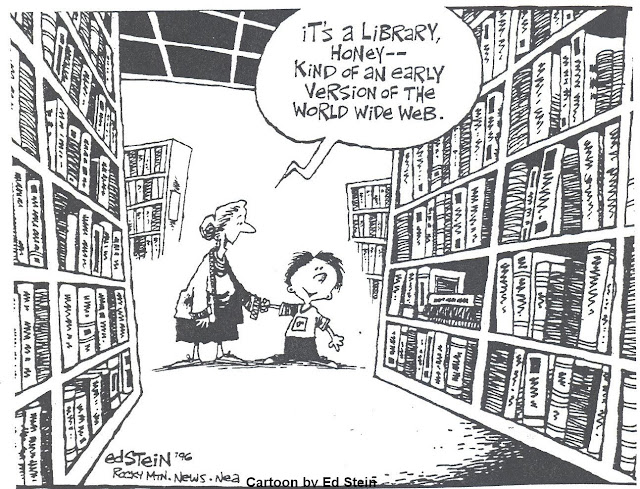 iT'S A LiBRARY,
HONEY--
KiND OF AN eARLY
VeRSiON OF THe
WORLD WiDe WeB.
edSTeiN '96
ROCKY MTN. NeWS • NeA
Cartoon by Ed Stein